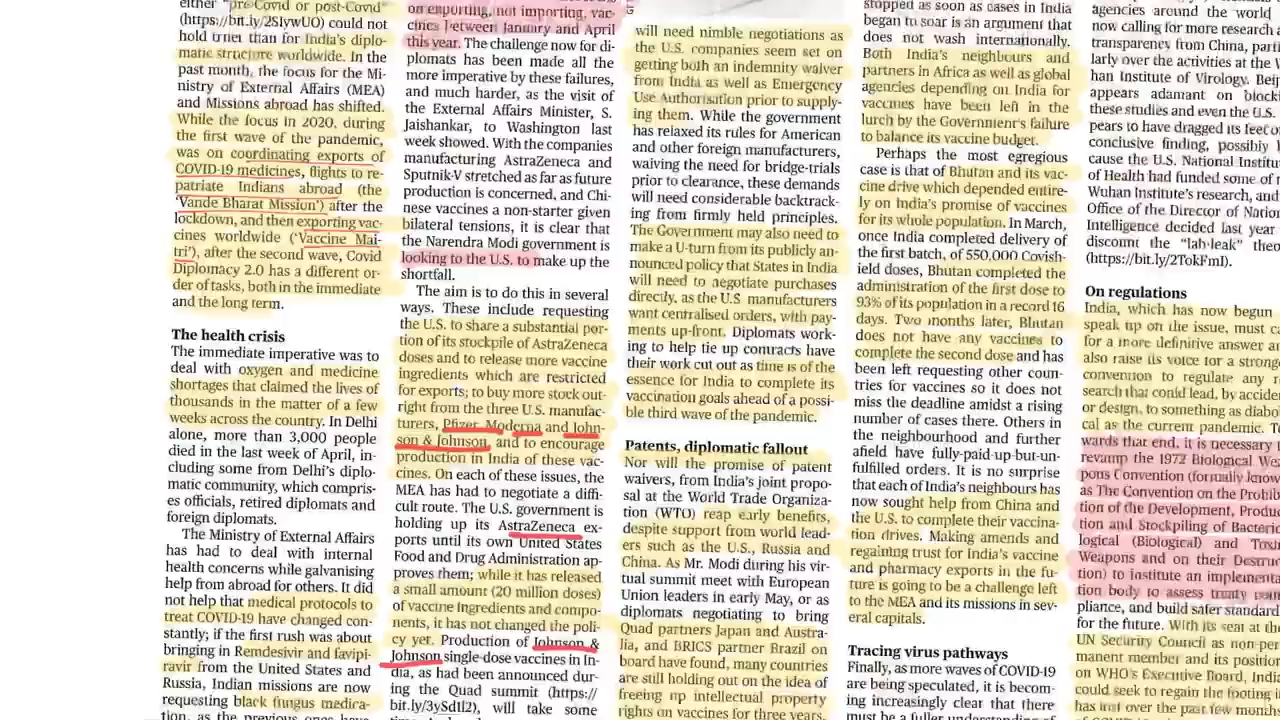 either “pre-Covid or post-Covid”
(https://bit.ly/2SlywUO) could not
hold truer than for India’s diplo-
matic structure worldwide. In the
past month, the focus for the Mi-
nistry of External Affairs (MEA)
and Missions abroad has shifted.
While the focus in 2020, during
the first wave of the pandemic,
was on coordinating exports of
COVID-19 medicines, flights to re-
patriate Indians abroad (the
‘Vande Bharat Mission’) after the
lockdown, and then exporting vac-
cines worldwide (‘Vaccine Mai-
tri’), after the second wave, Covid
Diplomacy 2.0 has a different or-
der of tasks, both in the immediate
and the long term.
The health crisis
The immediate imperative was to
deal with oxygen and medicine
shortages that claimed the lives of
thousands in the matter of a few
weeks across the country. In Delhi
alone, more than 3,000 people
died in the last week of April, in-
cluding some from Delhi’s diplo-
matic community, which compris-
es officials, retired diplomats and
foreign diplomats.
The Ministry of External Affairs
has had to deal with internal
health concerns while galvanising
help from abroad for others. It did
not help that medical protocols to
treat COVID-19 have changed con-
stantly; if the first rush was about
bringing in Remdesivir and favipi-
ravir from the United States and
Russia, Indian missions are now
requesting black fungus medica-
tion, as the previous ones have
on exporting, not importing, vac-
cines between January and April
this year. The challenge now for di-
plomats has been made all the
more imperative by these failures,
and much harder, as the visit of
the External Affairs Minister, S.
Jaishankar, to Washington last
week showed. With the companies
manufacturing AstraZeneca and
Sputnik-V stretched as far as future
production is concerned, and Chi-
nese vaccines a non-starter given
bilateral tensions, it is clear that
the Narendra Modi government is
looking to the U.S. to make up the
shortfall.
The aim is to do this in several
ways. These include requesting
the U.S. to share a substantial por-
tion of its stockpile of AstraZeneca
doses and to release more vaccine
ingredients which are restricted
for exports; to buy more stock out-
right from the three U.S. manufac-
turers, Pfizer, Moderna and John-
son & Johnson, and to encourage
production in India of these vac-
cines. On each of these issues, the
MEA has had to negotiate a diffi-
cult route. The U.S. government is
holding up its AstraZeneca ex-
ports until its own United States
Food and Drug Administration ap-
proves them; while it has released
a small amount (20 million doses)
of vaccine ingredients and compo-
nents, it has not changed the poli-
cy yet. Production of Johnson &
Johnson single-dose vaccines in In-
dia, as had been announced dur-
ing the Quad summit (https://
bit.ly/3ySd1I2), will take some
will need nimble negotiations as
the U.S. companies seem set on
getting both an indemnity waiver
from India as well as Emergency
Use Authorisation prior to supply-
ing them. While the government
has relaxed its rules for American
and other foreign manufacturers,
waiving the need for bridge-trials
prior to clearance, these demands
will need considerable backtrack-
ing from firmly held principles.
The Government may also need to
make a U-turn from its publicly an-
nounced policy that States in India
will need to negotiate purchases
directly, as the U.S. manufacturers
want centralised orders, with pay-
ments up-front. Diplomats work-
ing to help tie up contracts have
their work cut out as time is of the
essence for India to complete its
vaccination goals ahead of a possi-
ble third wave of the pandemic.
Patents, diplomatic fallout
Nor will the promise of patent
waivers, from India’s joint propo-
sal at the World Trade Organiza-
tion (WTO) reap early benefits,
despite support from world lead-
ers such as the U.S., Russia and
China. As Mr. Modi during his vir-
tual summit meet with European
Union leaders in early May, or as
diplomats negotiating to bring
Quad partners Japan and Austra-
lia, and BRICS partner Brazil on
board have found, many countries
are still holding out on the idea of
freeing up intellectual property
rights on vaccines for three years.
stopped as soon as cases in India
began to soar is an argument that
does not wash internationally.
Both India’s neighbours and
partners in Africa as well as global
agencies depending on India for
vaccines have been left in the
lurch by the Government’s failure
to balance its vaccine budget.
Perhaps the most egregious
case is that of Bhutan and its vac-
cine drive which depended entire-
ly on India’s promise of vaccines
for its whole population. In March,
once India completed delivery of
the first batch, of 550,000 Covish-
ield doses, Bhutan completed the
administration of the first dose to
93% of its population in a record 16
days. Two months later, Bhutan
does not have any vaccines to
complete the second dose and has
been left requesting other coun-
tries for vaccines so it does not
miss the deadline amidst a rising
number of cases there. Others in
the neighbourhood and further
afield have fully-paid-up-but-un-
fulfilled orders. It is no surprise
that each of India’s neighbours has
now sought help from China and
the U.S. to complete their vaccina-
tion drives. Making amends and
regaining trust for India’s vaccine
and pharmacy exports in the fu-
ture is going to be a challenge left
to the MEA and its missions in sev-
eral capitals.
Tracing virus pathways
Finally, as more waves of COVID-19
are being speculated, it is becom-
ing increasingly clear that there
must be a fuller understanding of
agencies around the world
now calling for more research a
transparency from China, parti
larly over the activities at the W
han Institute of Virology. Beij
appears adamant on blocki
these studies and even the U.S.
pears to have dragged its feet o
conclusive finding, possibly b
cause the U.S. National Institut
of Health had funded some of t
Wuhan Institute’s research, and
Office of the Director of Nation
Intelligence decided last year
discount the “lab-leak” theo
(https://bit.ly/2TokFmI).
On regulations
India, which has now begun
speak up on the issue, must ca
for a more definitive answer an
also raise its voice for a stronge
convention to regulate any r
search that could lead, by accide
or design, to something as diabo
cal as the current pandemic. To
wards that end, it is necessary t
revamp the 1972 Biological Wea
pons Convention (formally know
as The Convention on the Prohib
tion of the Development, Produc
tion and Stockpiling of Bacterio
logical (Biological) and Toxi
Weapons and on their Destruc
tion) to institute an implementa
tion body to assess treaty com
pliance, and build safer standard
for the future. With its seat at the
UN Security Council as non-per
manent member and its position
on WHO’s Executive Board, India
could seek to regain the footing i
has lost over the past few months